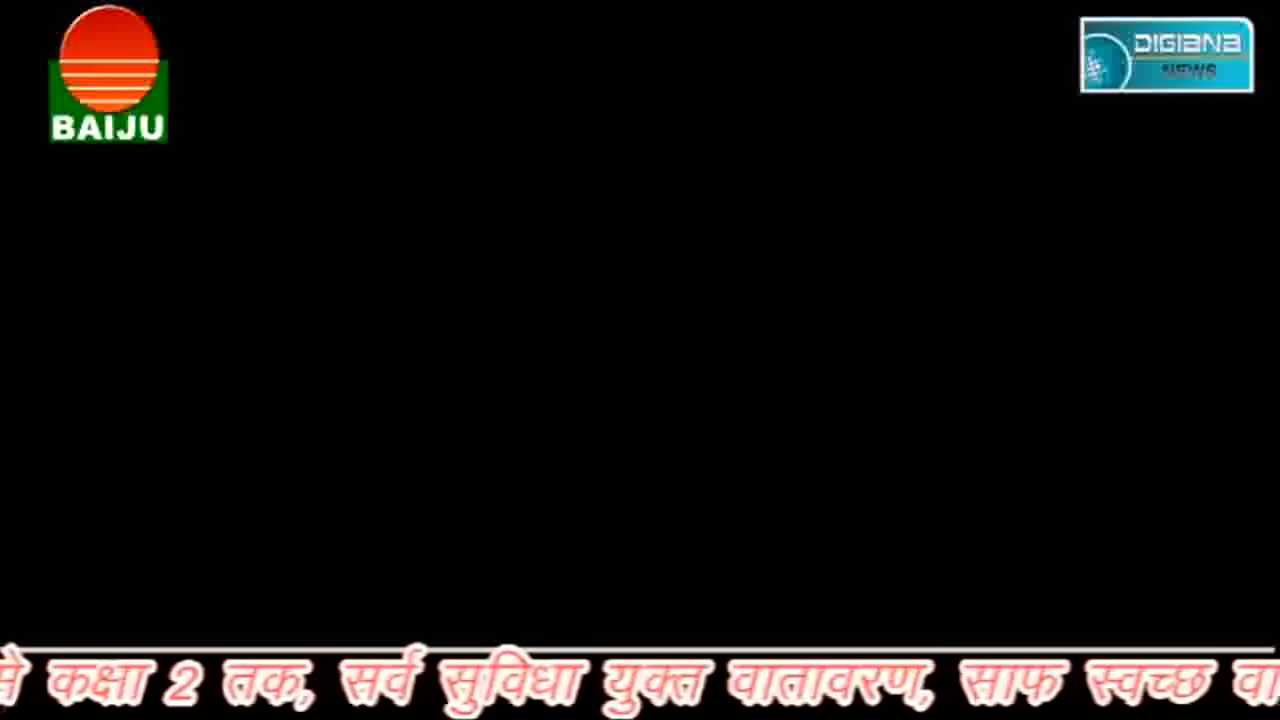 BAIJU
DIGIANA
NEWS
से कक्षा 2 तक, सर्व सुविधा युक्त वातावरण, साफ स्वच्छ वा